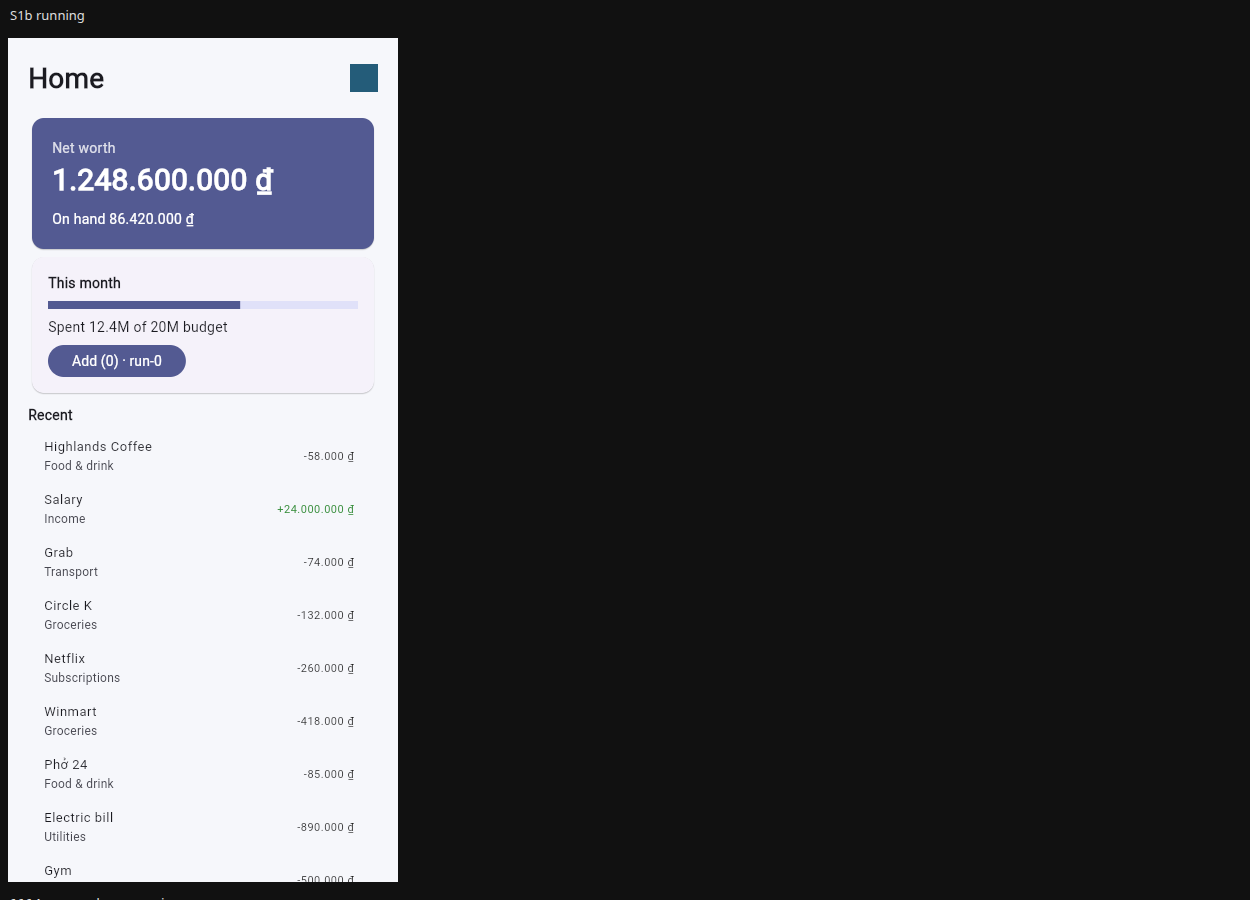 S1b running
Home
Net worth
1.248.600.000 ₫
On hand 86.420.000 ₫
This month
Spent 12.4M of 20M budget
Add (0) · run-0
Recent
Highlands Coffee
-58.000 ₫
Food & drink
Salary
+24.000.000 ₫
Income
Grab
-74.000 ₫
Transport
Circle K
-132.000 ₫
Groceries
Netflix
-260.000 ₫
Subscriptions
Winmart
-418.000 ₫
Groceries
Phở 24
-85.000 ₫
Food & drink
Electric bill
-890.000 ₫
Utilities
Gym
-500.000 ₫